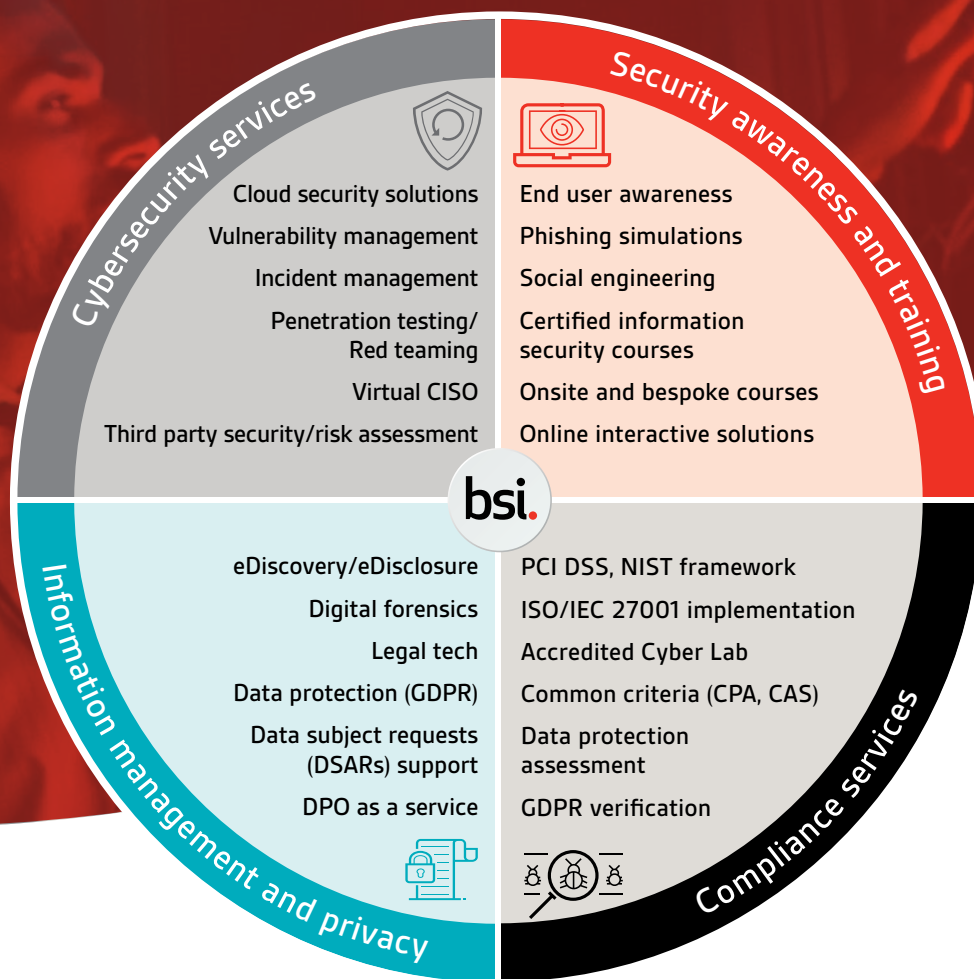 Cybersecurity services
Cloud security solutions
Vulnerability management
Incident management
Penetration testing/
Red teaming
Virtual CISO
Third party security/risk assessment
Security awareness and training
End user awareness
Phishing simulations
Social engineering
Certified information
security courses
Onsite and bespoke courses
Online interactive solutions
bsi.
Information management and privacy
eDiscovery/eDisclosure
Digital forensics
Legal tech
Data protection (GDPR)
Data subject requests
(DSARs) support
DPO as a service
Compliance services
PCI DSS, NIST framework
ISO/IEC 27001 implementation
Accredited Cyber Lab
Common criteria (CPA, CAS)
Data protection
assessment
GDPR verification